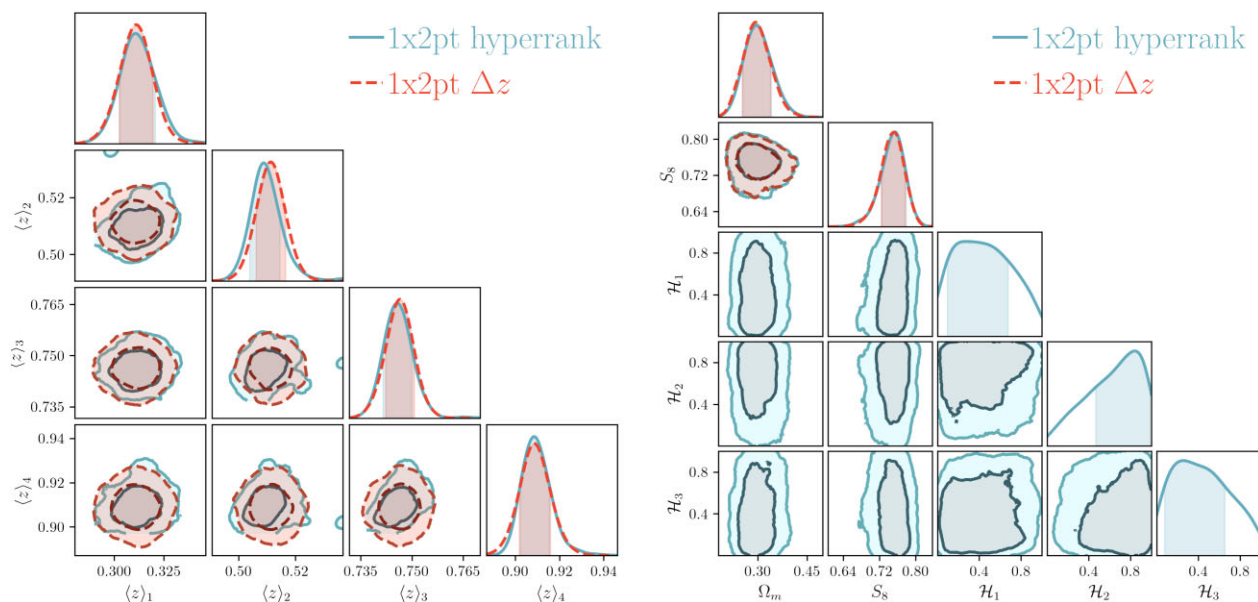 1x2pt hyperrank
1x2pt Δz
⟨z⟩₂
0.52
0.50
⟨z⟩₃
0.765
0.750
0.735
⟨z⟩₄
0.94
0.92
0.90
0.300 0.325
0.50 0.52
0.735 0.750 0.765
0.90 0.92 0.94
⟨z⟩₁ ⟨z⟩₂ ⟨z⟩₃ ⟨z⟩₄
1x2pt hyperrank
1x2pt Δz
S₈
0.80
0.72
0.64
ℋ₁
0.8
0.4
ℋ₂
0.8
0.4
ℋ₃
0.8
0.4
0.30 0.45
0.64 0.72 0.80
0.4 0.8
0.4 0.8
0.4 0.8
Ωₘ S₈ ℋ₁ ℋ₂ ℋ₃